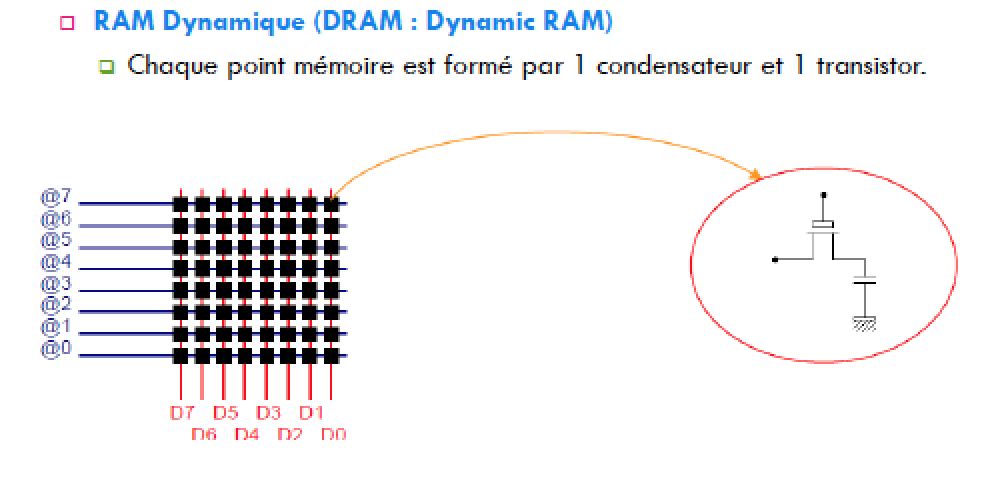 RAM Dynamique (DRAM : Dynamic RAM)
Chaque point mémoire est formé par 1 condensateur et 1 transistor.
@7
@6
@5
@4
@3
@2
@1
@0
D7 D5 D3 D1
D6 D4 D2 D0